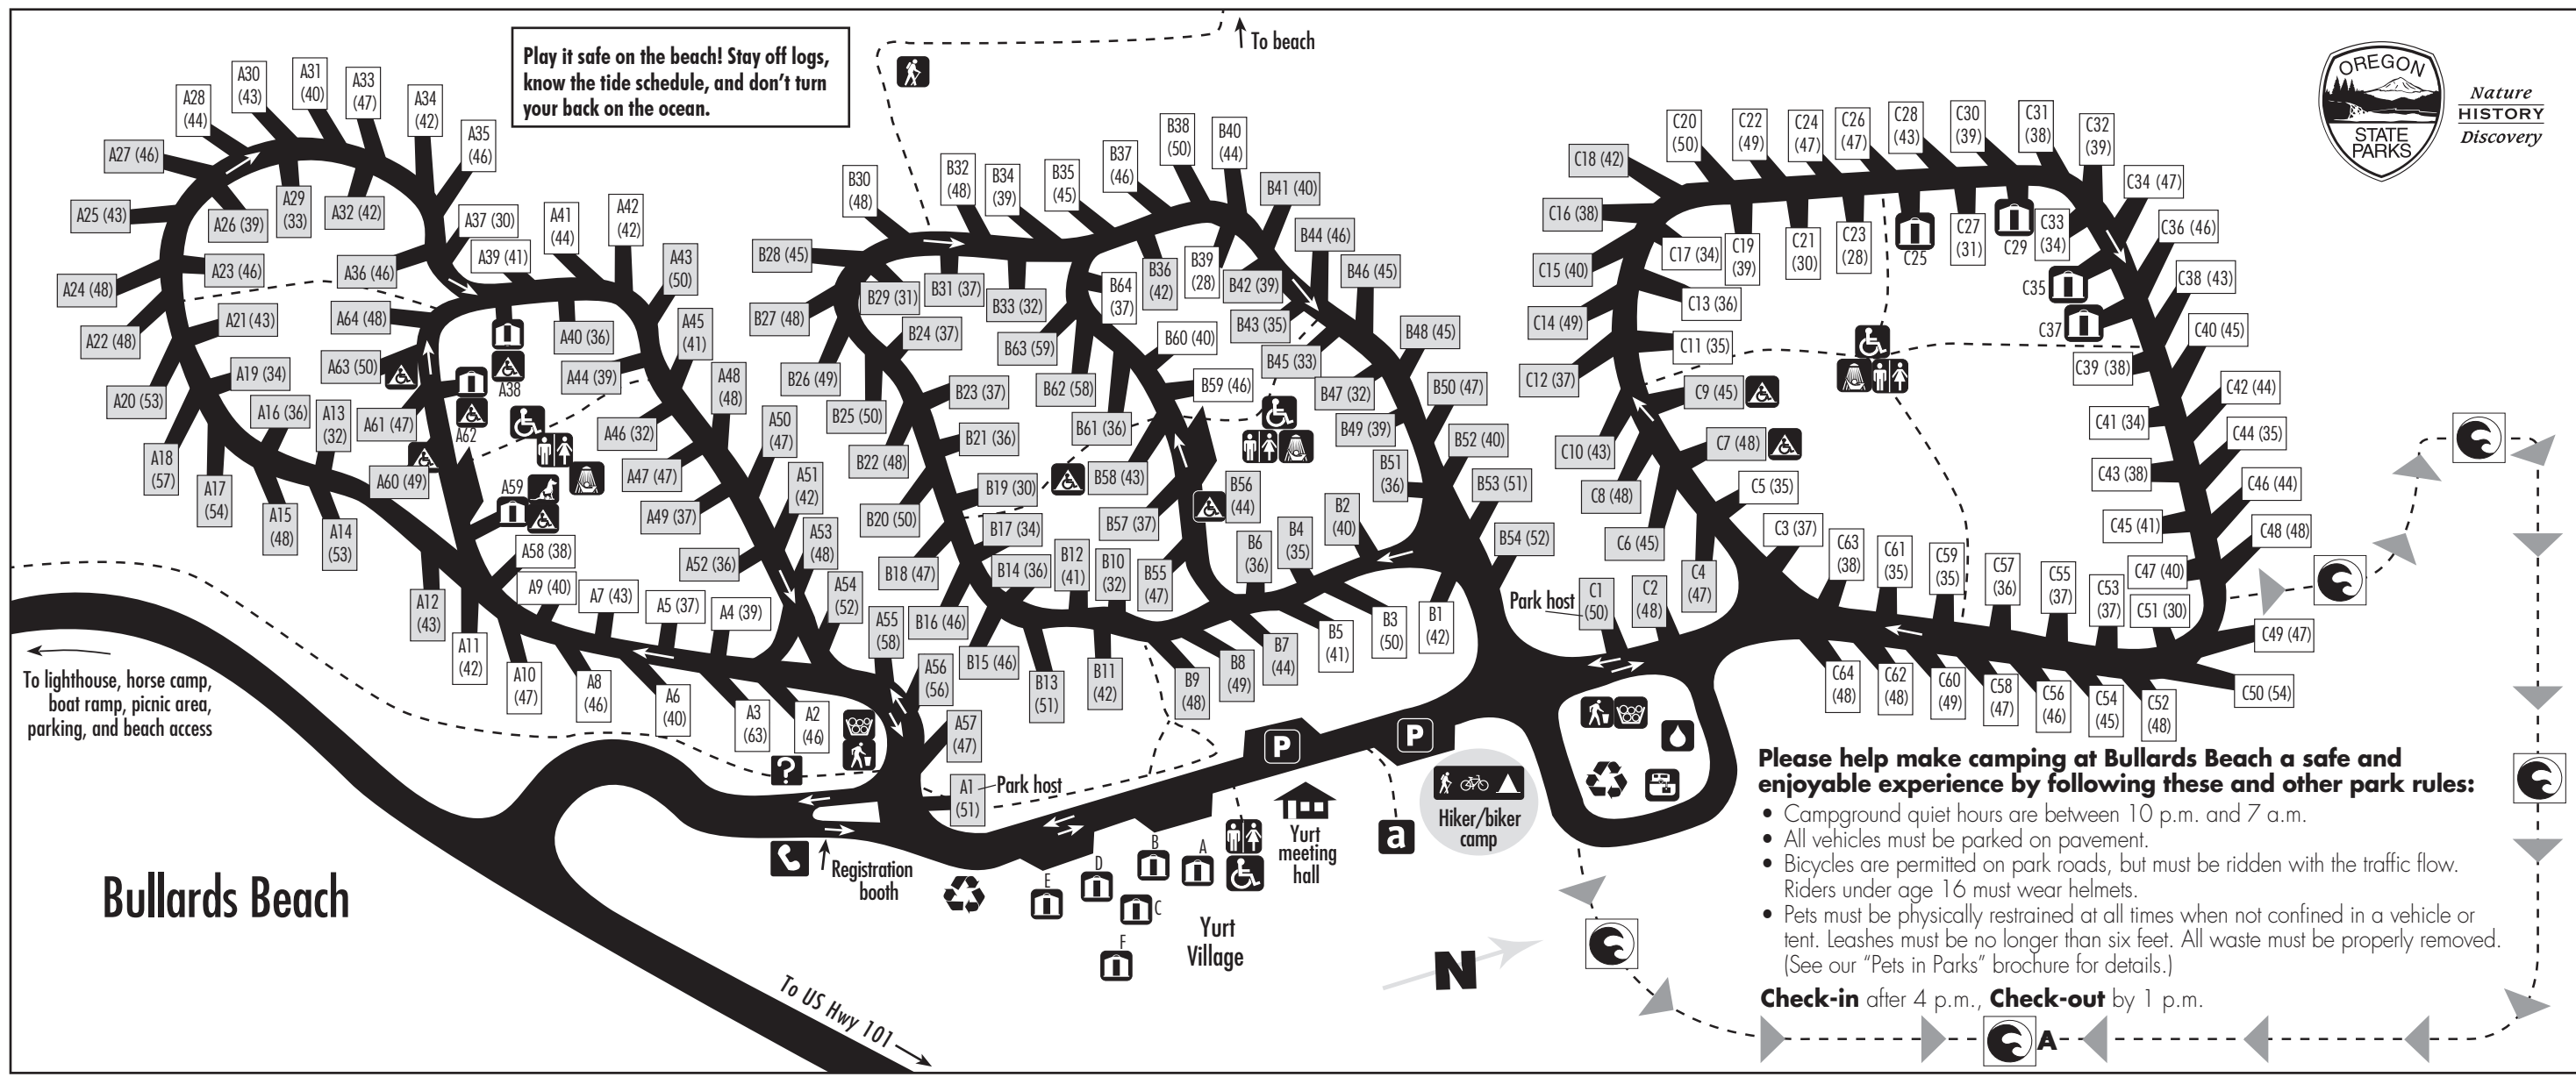 Play it safe on the beach! Stay off logs,
know the tide schedule, and don't turn
your back on the ocean.
To beach
OREGON
STATE
PARKS
Nature
HISTORY
Discovery
A28
(44)
A30
(43)
A31
(40)
A33
(47)
A34
(42)
A35
(46)
A27 (46)
A25 (43)
A26 (39)
A29
(33)
A32 (42)
A37 (30)
A39 (41)
A41
(44)
A42
(42)
A43
(50)
A24 (48)
A23 (46)
A36 (46)
A64 (48)
A22 (48)
A21 (43)
A63 (50)
A38
A40 (36)
A45
(41)
A44 (39)
A20 (53)
A19 (34)
A16 (36)
A13
(32)
A61 (47)
A62
A48
(48)
A46 (32)
A50
(47)
A18
(57)
A17
(54)
A15
(48)
A14
(53)
A60 (49)
A59
A47 (47)
A51
(42)
A49 (37)
A53
(48)
A52 (36)
A54
(52)
A58 (38)
A9 (40)
A7 (43)
A5 (37)
A4 (39)
A12
(43)
A11
(42)
A10
(47)
A8
(46)
A6
(40)
A3
(63)
A2
(46)
A55
(58)
A56
(56)
A57
(47)
A1
(51)
Park host
B30
(48)
B32
(48)
B34
(39)
B35
(45)
B37
(46)
B38
(50)
B40
(44)
B41 (40)
B44 (46)
B46 (45)
B28 (45)
B29 (31)
B31 (37)
B33 (32)
B64
(37)
B36
(42)
B39
(28)
B42 (39)
B43 (35)
B27 (48)
B24 (37)
B63 (59)
B60 (40)
B45 (33)
B48 (45)
B26 (49)
B23 (37)
B62 (58)
B59 (46)
B47 (32)
B50 (47)
B25 (50)
B21 (36)
B61 (36)
B49 (39)
B52 (40)
B22 (48)
B19 (30)
B58 (43)
B56
(44)
B51
(36)
B53 (51)
B20 (50)
B17 (34)
B57 (37)
B2
(40)
B4
(35)
B6
(36)
B54 (52)
B18 (47)
B14 (36)
B12
(41)
B10
(32)
B55
(47)
B16 (46)
B15 (46)
B13
(51)
B11
(42)
B9
(48)
B8
(49)
B7
(44)
B5
(41)
B3
(50)
B1
(42)
C20
(50)
C22
(49)
C24
(47)
C26
(47)
C28
(43)
C30
(39)
C31
(38)
C32
(39)
C18 (42)
C34 (47)
C16 (38)
C17 (34)
C19
(39)
C21
(30)
C23
(28)
C25
C27
(31)
C29
C33
(34)
C36 (46)
C15 (40)
C13 (36)
C35
C38 (43)
C14 (49)
C11 (35)
C37
C40 (45)
C12 (37)
C9 (45)
C39 (38)
C42 (44)
C10 (43)
C7 (48)
C41 (34)
C44 (35)
C8 (48)
C5 (35)
C43 (38)
C46 (44)
C6 (45)
C3 (37)
C45 (41)
C48 (48)
C4
(47)
C63
(38)
C61
(35)
C59
(35)
C57
(36)
C55
(37)
C53
(37)
C47 (40)
C51 (30)
Park host
C1
(50)
C2
(48)
C49 (47)
C64
(48)
C62
(48)
C60
(49)
C58
(47)
C56
(46)
C54
(45)
C52
(48)
C50 (54)
To lighthouse, horse camp,
boat ramp, picnic area,
parking, and beach access
?
P
P
a
Hiker/biker
camp
Registration
booth
Yurt
meeting
hall
A
B
C
D
E
F
Yurt
Village
Bullards Beach
To US Hwy 101
N
Please help make camping at Bullards Beach a safe and
enjoyable experience by following these and other park rules:
• Campground quiet hours are between 10 p.m. and 7 a.m.
• All vehicles must be parked on pavement.
• Bicycles are permitted on park roads, but must be ridden with the traffic flow.
Riders under age 16 must wear helmets.
• Pets must be physically restrained at all times when not confined in a vehicle or
tent. Leashes must be no longer than six feet. All waste must be properly removed.
(See our “Pets in Parks” brochure for details.)
Check-in after 4 p.m., Check-out by 1 p.m.
A